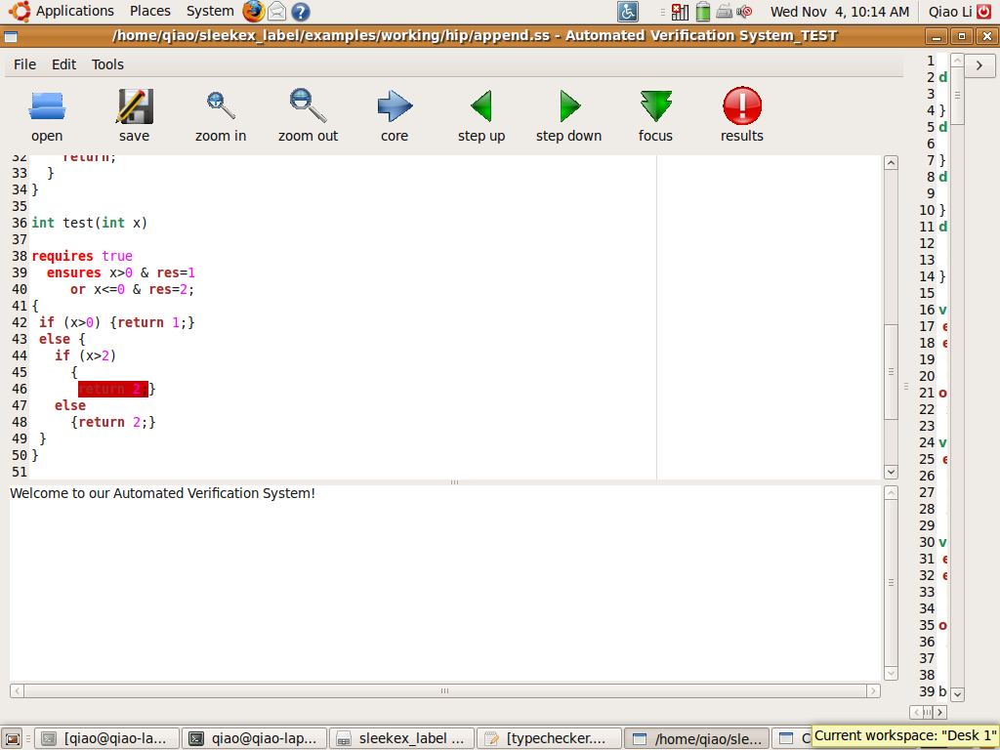 Applications Places System Wed Nov 4, 10:14 AM Qiao Li
/home/qiao/sleekex_label/examples/working/hip/append.ss - Automated Verification System_TEST
File Edit Tools
open save zoom in zoom out core step up step down focus results
32 return;
33 }
34 }
35
36 int test(int x)
37
38 requires true
39 ensures x>0 & res=1
40 or x<=0 & res=2;
41 {
42 if (x>0) {return 1;}
43 else {
44 if (x>2)
45 {
46 return 2;}
47 else
48 {return 2;}
49 }
50 }
51
Welcome to our Automated Verification System!
1
2 d
3
4 }
5 d
6
7 }
8 d
9
10 }
11 d
12
13
14 }
15
16 v
17 e
18 e
19
20
21 o
22
23
24 v
25 e
26
27
28
29
30 v
31 e
32 e
33
34
35 o
36
37
38
39 b
[qiao@qiao-la... qiao@qiao-lap... sleekex_label ... [typechecker.... /home/qiao/sle... C
Current workspace: "Desk 1"